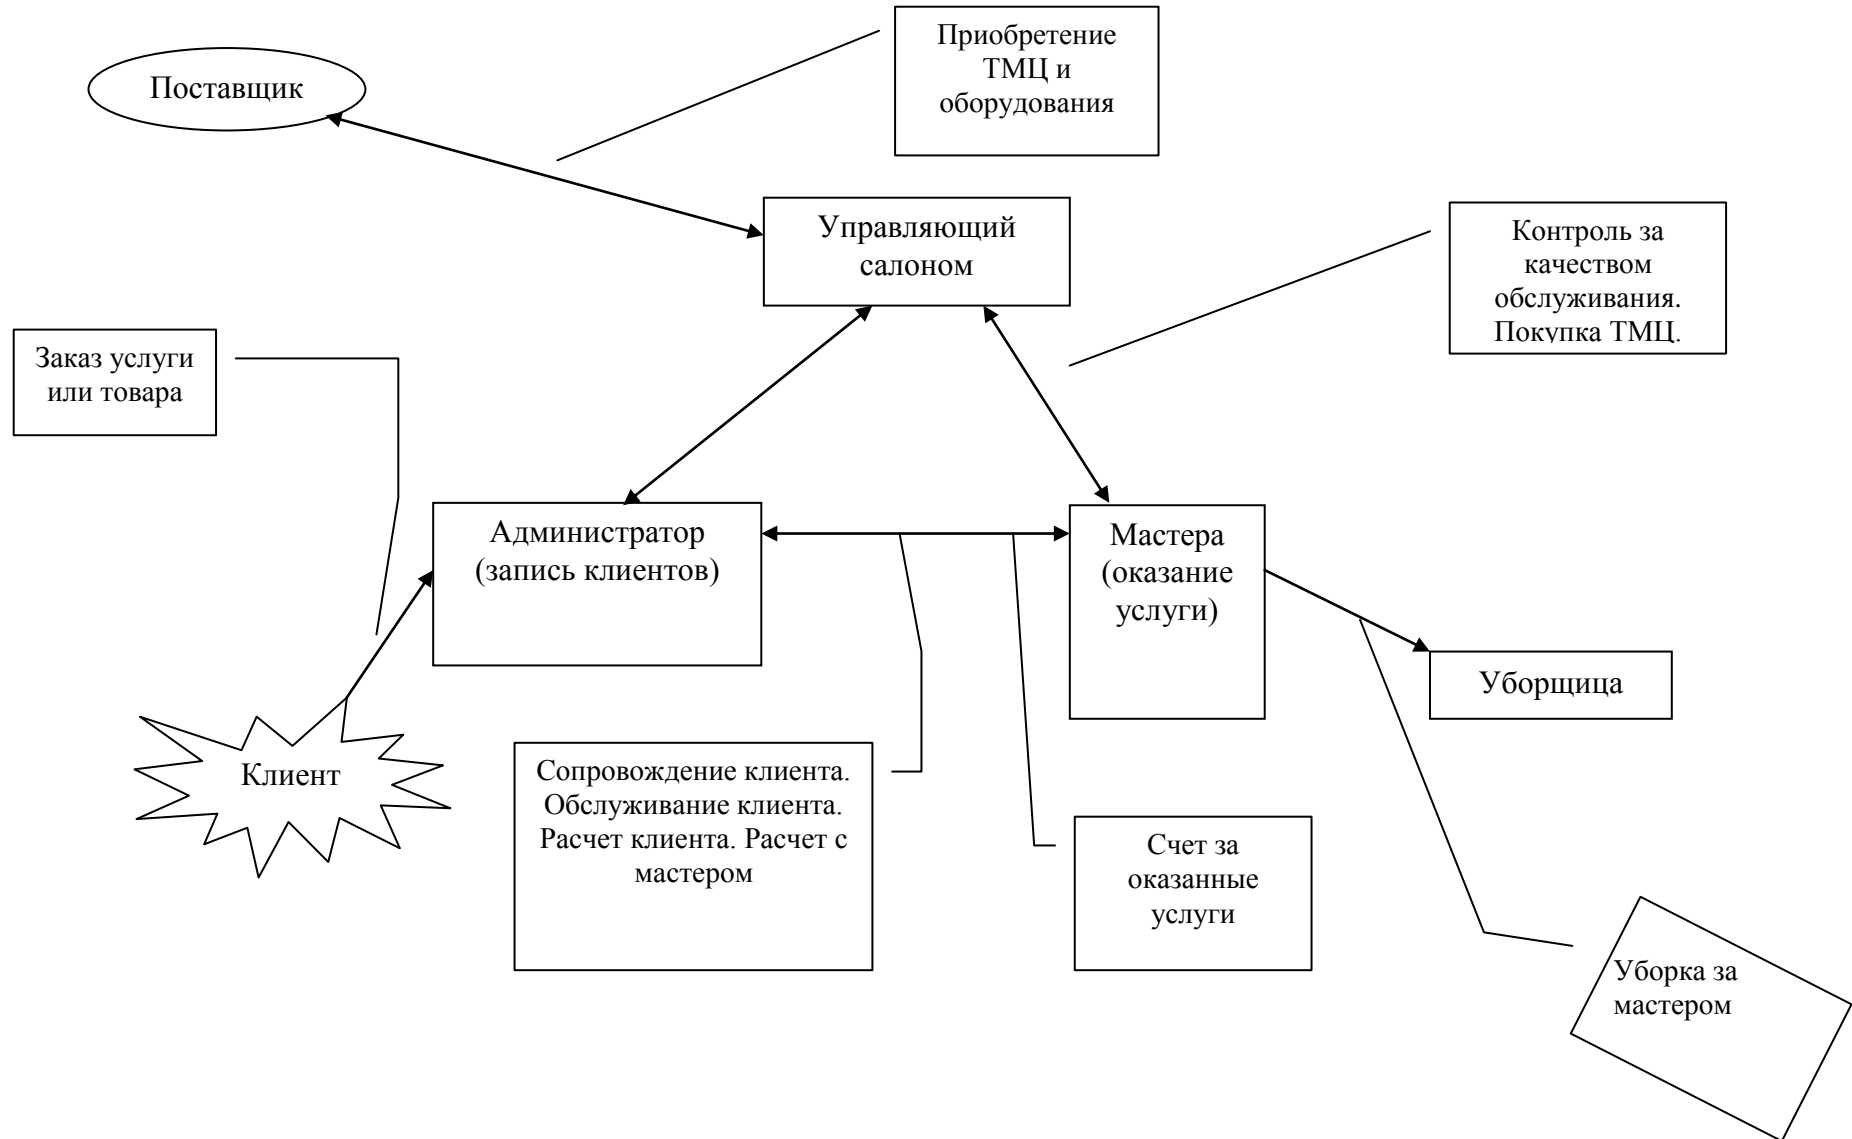 Приобретение
ТМЦ и
оборудования
Поставщик
Управляющий
салоном
Контроль за
качеством
обслуживания.
Покупка ТМЦ.
Заказ услуги
или товара
Администратор
(запись клиентов)
Мастера
(оказание
услуги)
Уборщица
Клиент
Сопровождение клиента.
Обслуживание клиента.
Расчет клиента. Расчет с
мастером
Счет за
оказанные
услуги
Уборка за
мастером